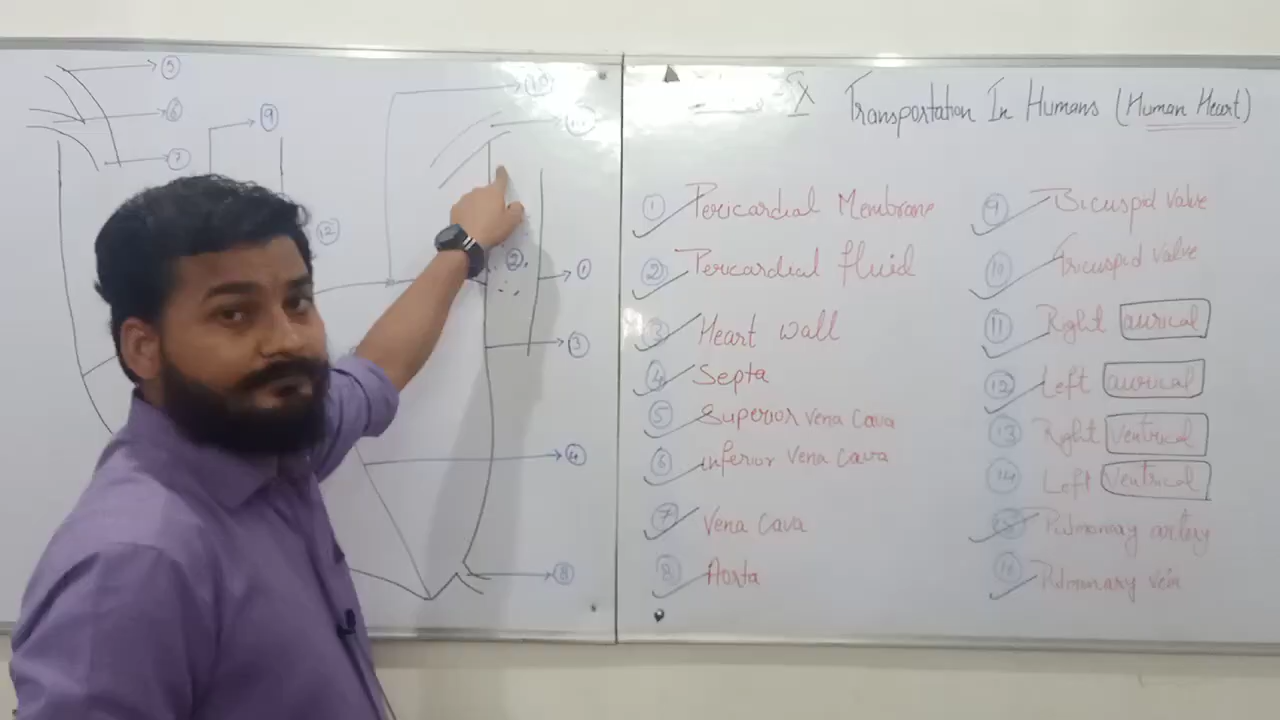 X Transportation In Humans (Human Heart)
① Pericardial Membrane
② Pericardial fluid
③ Heart wall
④ Septa
⑤ Superior vena cava
⑥ inferior vena cava
⑦ Vena cava
⑧ Aorta
⑨ Bicuspid valve
⑩ Tricuspid valve
⑪ Right aurical
⑫ Left aurical
⑬ Right Ventrical
⑭ Left Ventrical
⑮ Pulmonary artery
⑯ Pulmonary vein
⑤
⑥
⑦
⑨
⑫
②
①
③
④
⑧